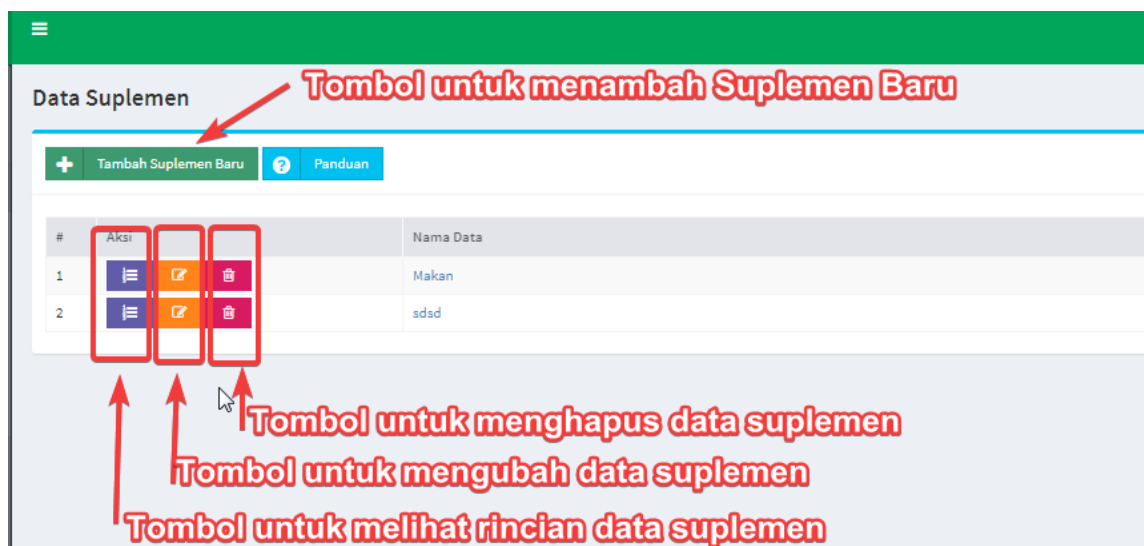 Tombol untuk menambah Suplemen Baru
Data Suplemen
Tambah Suplemen Baru
Panduan
# Aksi Nama Data
1 Makan
2 sdsd
Tombol untuk menghapus data suplemen
Tombol untuk mengubah data suplemen
Tombol untuk melihat rincian data suplemen